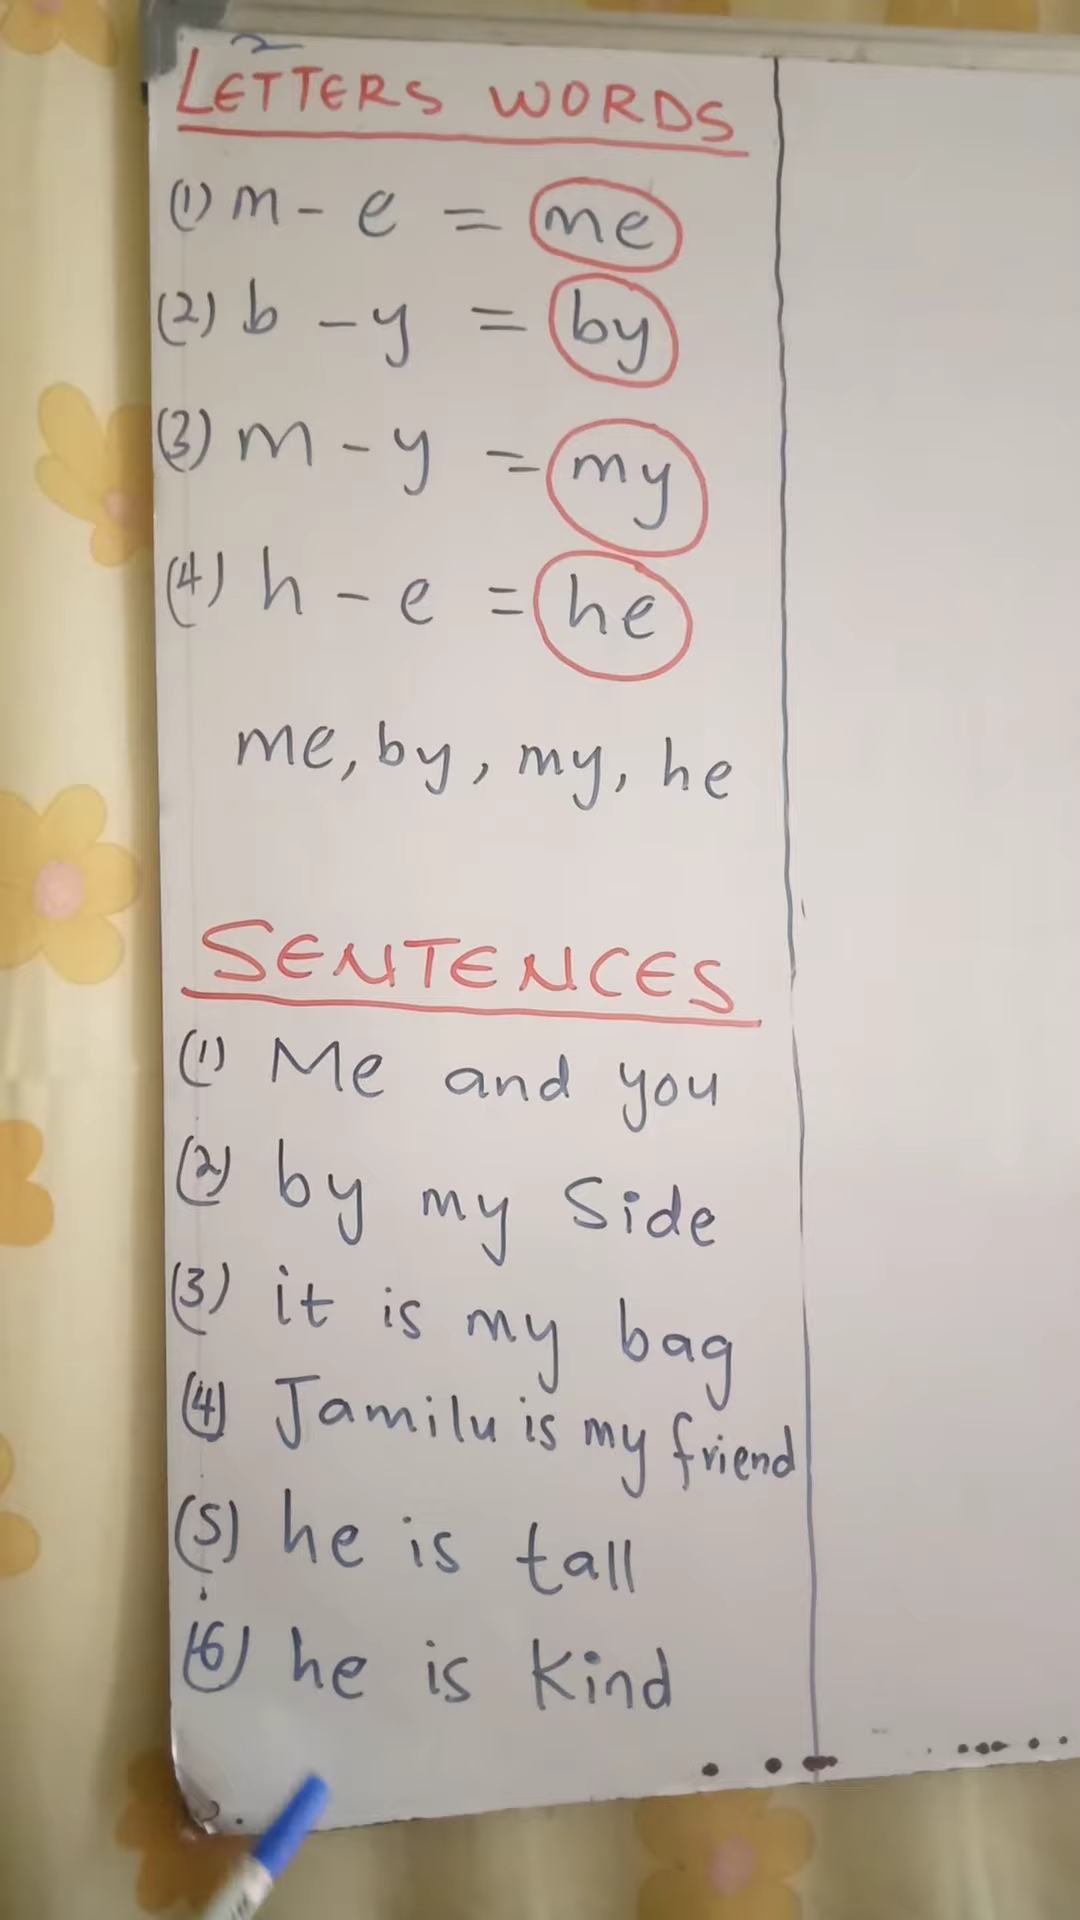 2
LETTERS WORDS
(1) m - e = me
(2) b - y = by
(3) m - y = my
(4) h - e = he
me, by, my, he
SENTENCES
(1) Me and you
(2) by my Side
(3) it is my bag
(4) Jamilu is my friend
(5) he is tall
(6) he is Kind